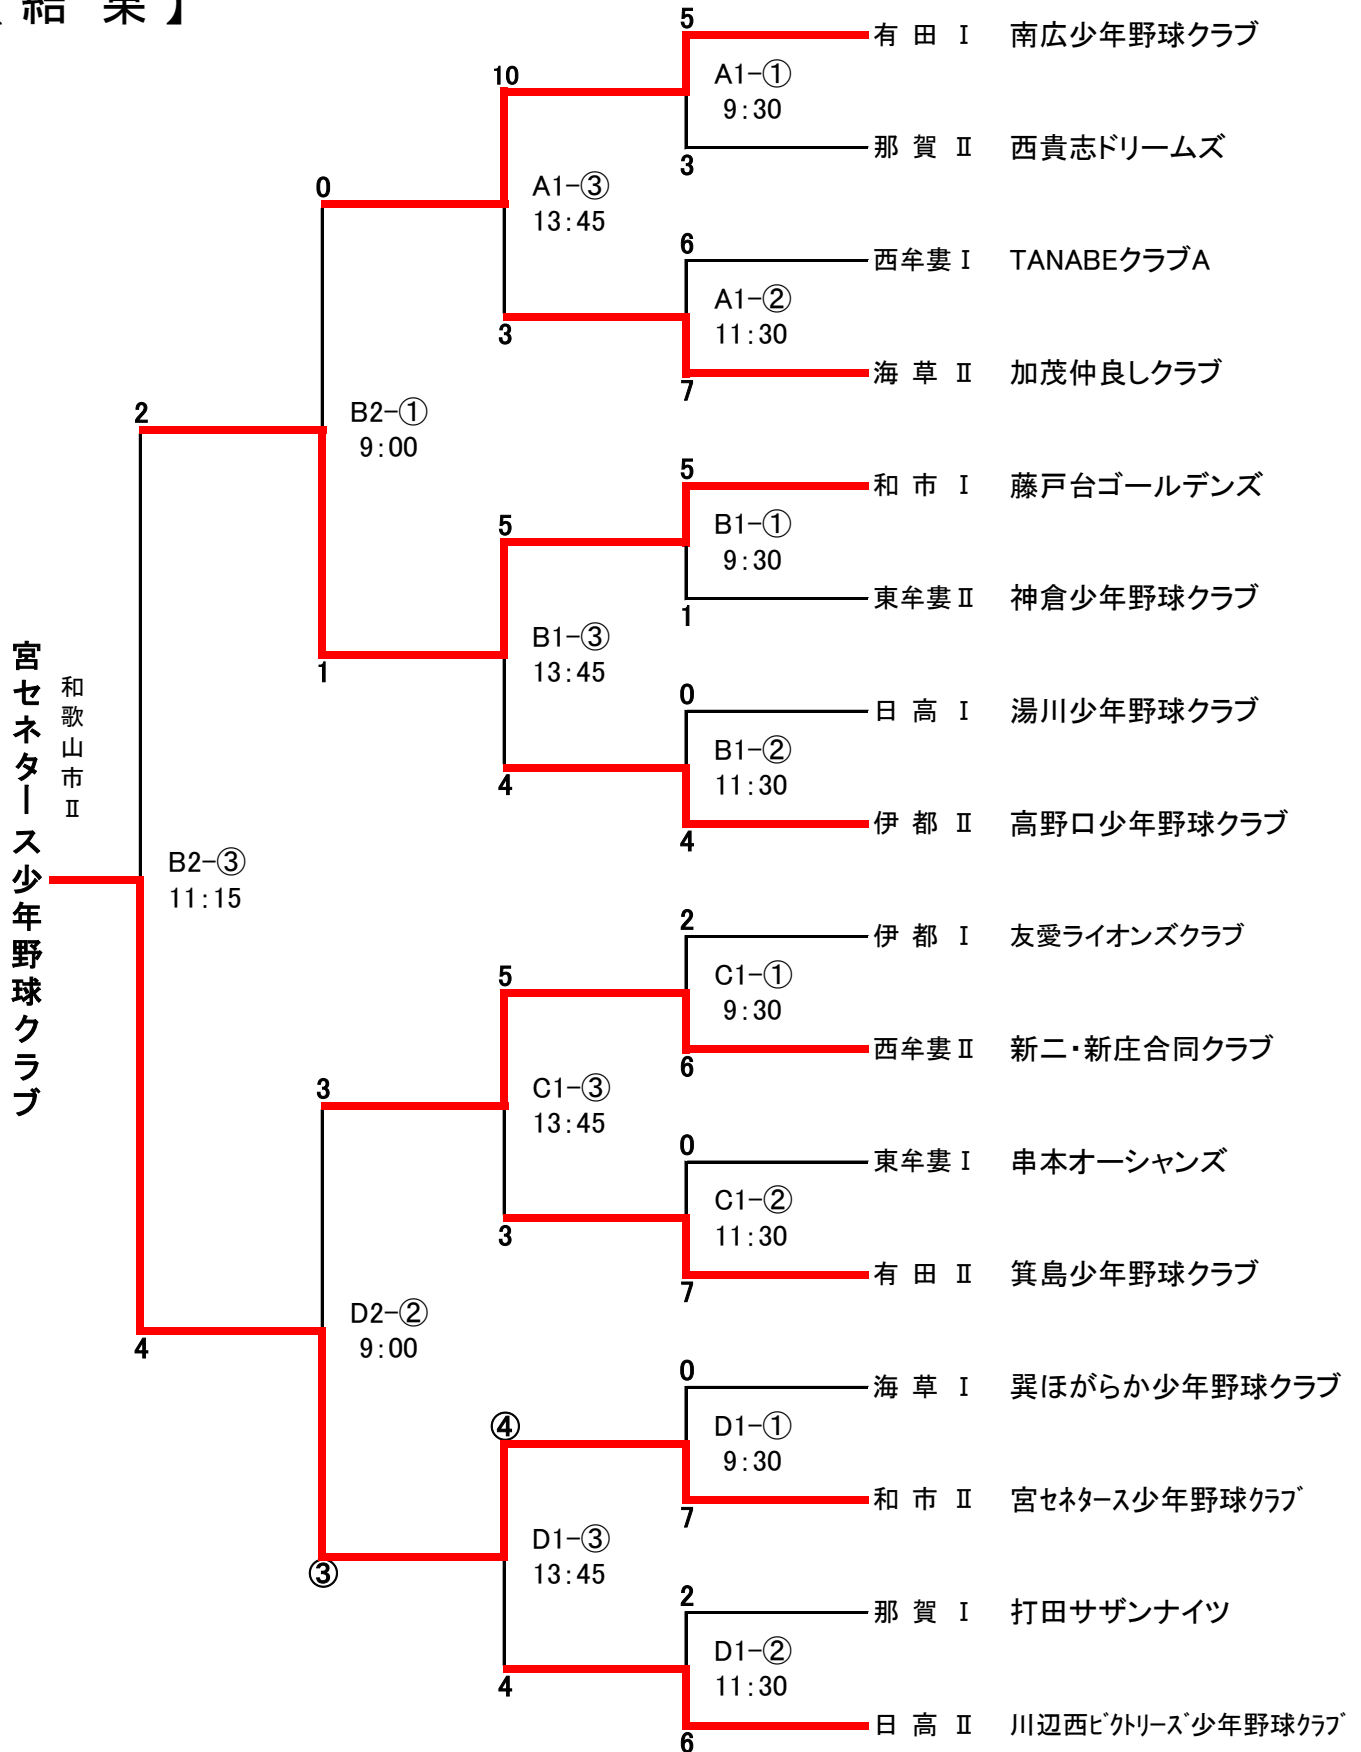 結 果 】
5
有 田 Ⅰ 南広少年野球クラブ
A1-①
9:30
10
3
那 賀 Ⅱ 西貴志ドリームズ
A1-③
13:45
0
6
西牟婁 Ⅰ TANABEクラブA
A1-②
11:30
3
7
海 草 Ⅱ 加茂仲良しクラブ
B2-①
9:00
2
5
和 市 Ⅰ 藤戸台ゴールデンズ
B1-①
9:30
5
1
東牟婁 Ⅱ 神倉少年野球クラブ
B1-③
13:45
1
0
日 高 Ⅰ 湯川少年野球クラブ
B1-②
11:30
4
4
伊 都 Ⅱ 高野口少年野球クラブ
宮セネタース少年野球クラブ
和歌山市Ⅱ
B2-③
11:15
2
伊 都 Ⅰ 友愛ライオンズクラブ
C1-①
9:30
5
6
西牟婁 Ⅱ 新二・新庄合同クラブ
C1-③
13:45
3
0
東牟婁 Ⅰ 串本オーシャンズ
C1-②
11:30
3
7
有 田 Ⅱ 箕島少年野球クラブ
D2-②
9:00
4
0
海 草 Ⅰ 巽ほがらか少年野球クラブ
D1-①
9:30
④
7
和 市 Ⅱ 宮ｾﾈﾀｰｽ少年野球ｸﾗﾌﾞ
D1-③
13:45
③
2
那 賀 Ⅰ 打田サザンナイツ
D1-②
11:30
4
6
日 高 Ⅱ 川辺西ﾋﾞｸﾄﾘｰｽﾞ少年野球ｸﾗﾌﾞ